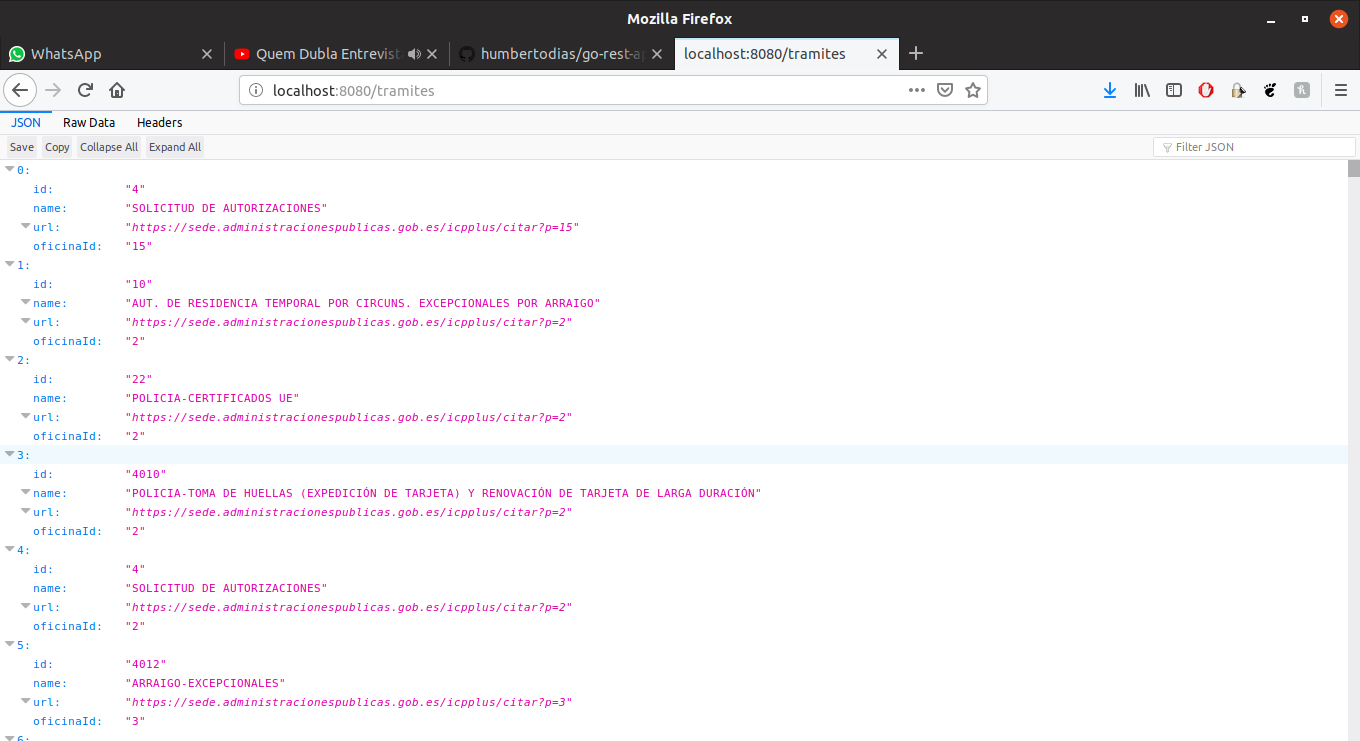 Mozilla Firefox
WhatsApp
Quem Dubla Entrevist
humbertodias/go-rest-ap
localhost:8080/tramites
localhost:8080/tramites
JSON
Raw Data
Headers
Save
Copy
Collapse All
Expand All
Filter JSON
0:
id: "4"
name: "SOLICITUD DE AUTORIZACIONES"
url: "https://sede.administracionespublicas.gob.es/icpplus/citar?p=15"
oficinaId: "15"
1:
id: "10"
name: "AUT. DE RESIDENCIA TEMPORAL POR CIRCUNS. EXCEPCIONALES POR ARRAIGO"
url: "https://sede.administracionespublicas.gob.es/icpplus/citar?p=2"
oficinaId: "2"
2:
id: "22"
name: "POLICIA-CERTIFICADOS UE"
url: "https://sede.administracionespublicas.gob.es/icpplus/citar?p=2"
oficinaId: "2"
3:
id: "4010"
name: "POLICIA-TOMA DE HUELLAS (EXPEDICIÓN DE TARJETA) Y RENOVACIÓN DE TARJETA DE LARGA DURACIÓN"
url: "https://sede.administracionespublicas.gob.es/icpplus/citar?p=2"
oficinaId: "2"
4:
id: "4"
name: "SOLICITUD DE AUTORIZACIONES"
url: "https://sede.administracionespublicas.gob.es/icpplus/citar?p=2"
oficinaId: "2"
5:
id: "4012"
name: "ARRAIGO-EXCEPCIONALES"
url: "https://sede.administracionespublicas.gob.es/icpplus/citar?p=3"
oficinaId: "3"
6: